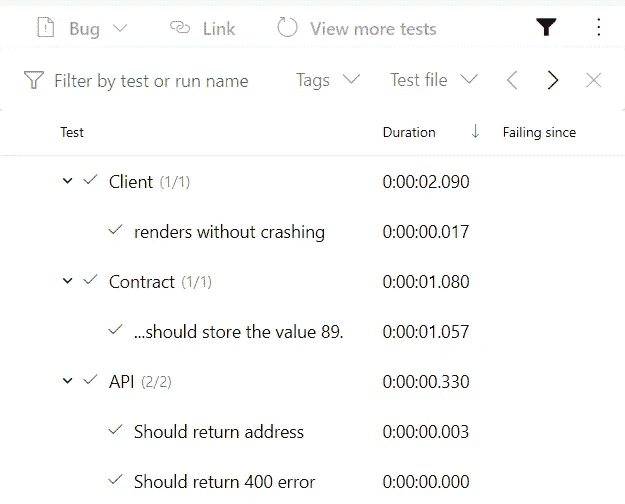 Bug Link View more tests
Filter by test or run name Tags Test file
Test Duration Failing since
Client (1/1) 0:00:02.090
renders without crashing 0:00:00.017
Contract (1/1) 0:00:01.080
...should store the value 89. 0:00:01.057
API (2/2) 0:00:00.330
Should return address 0:00:00.003
Should return 400 error 0:00:00.000